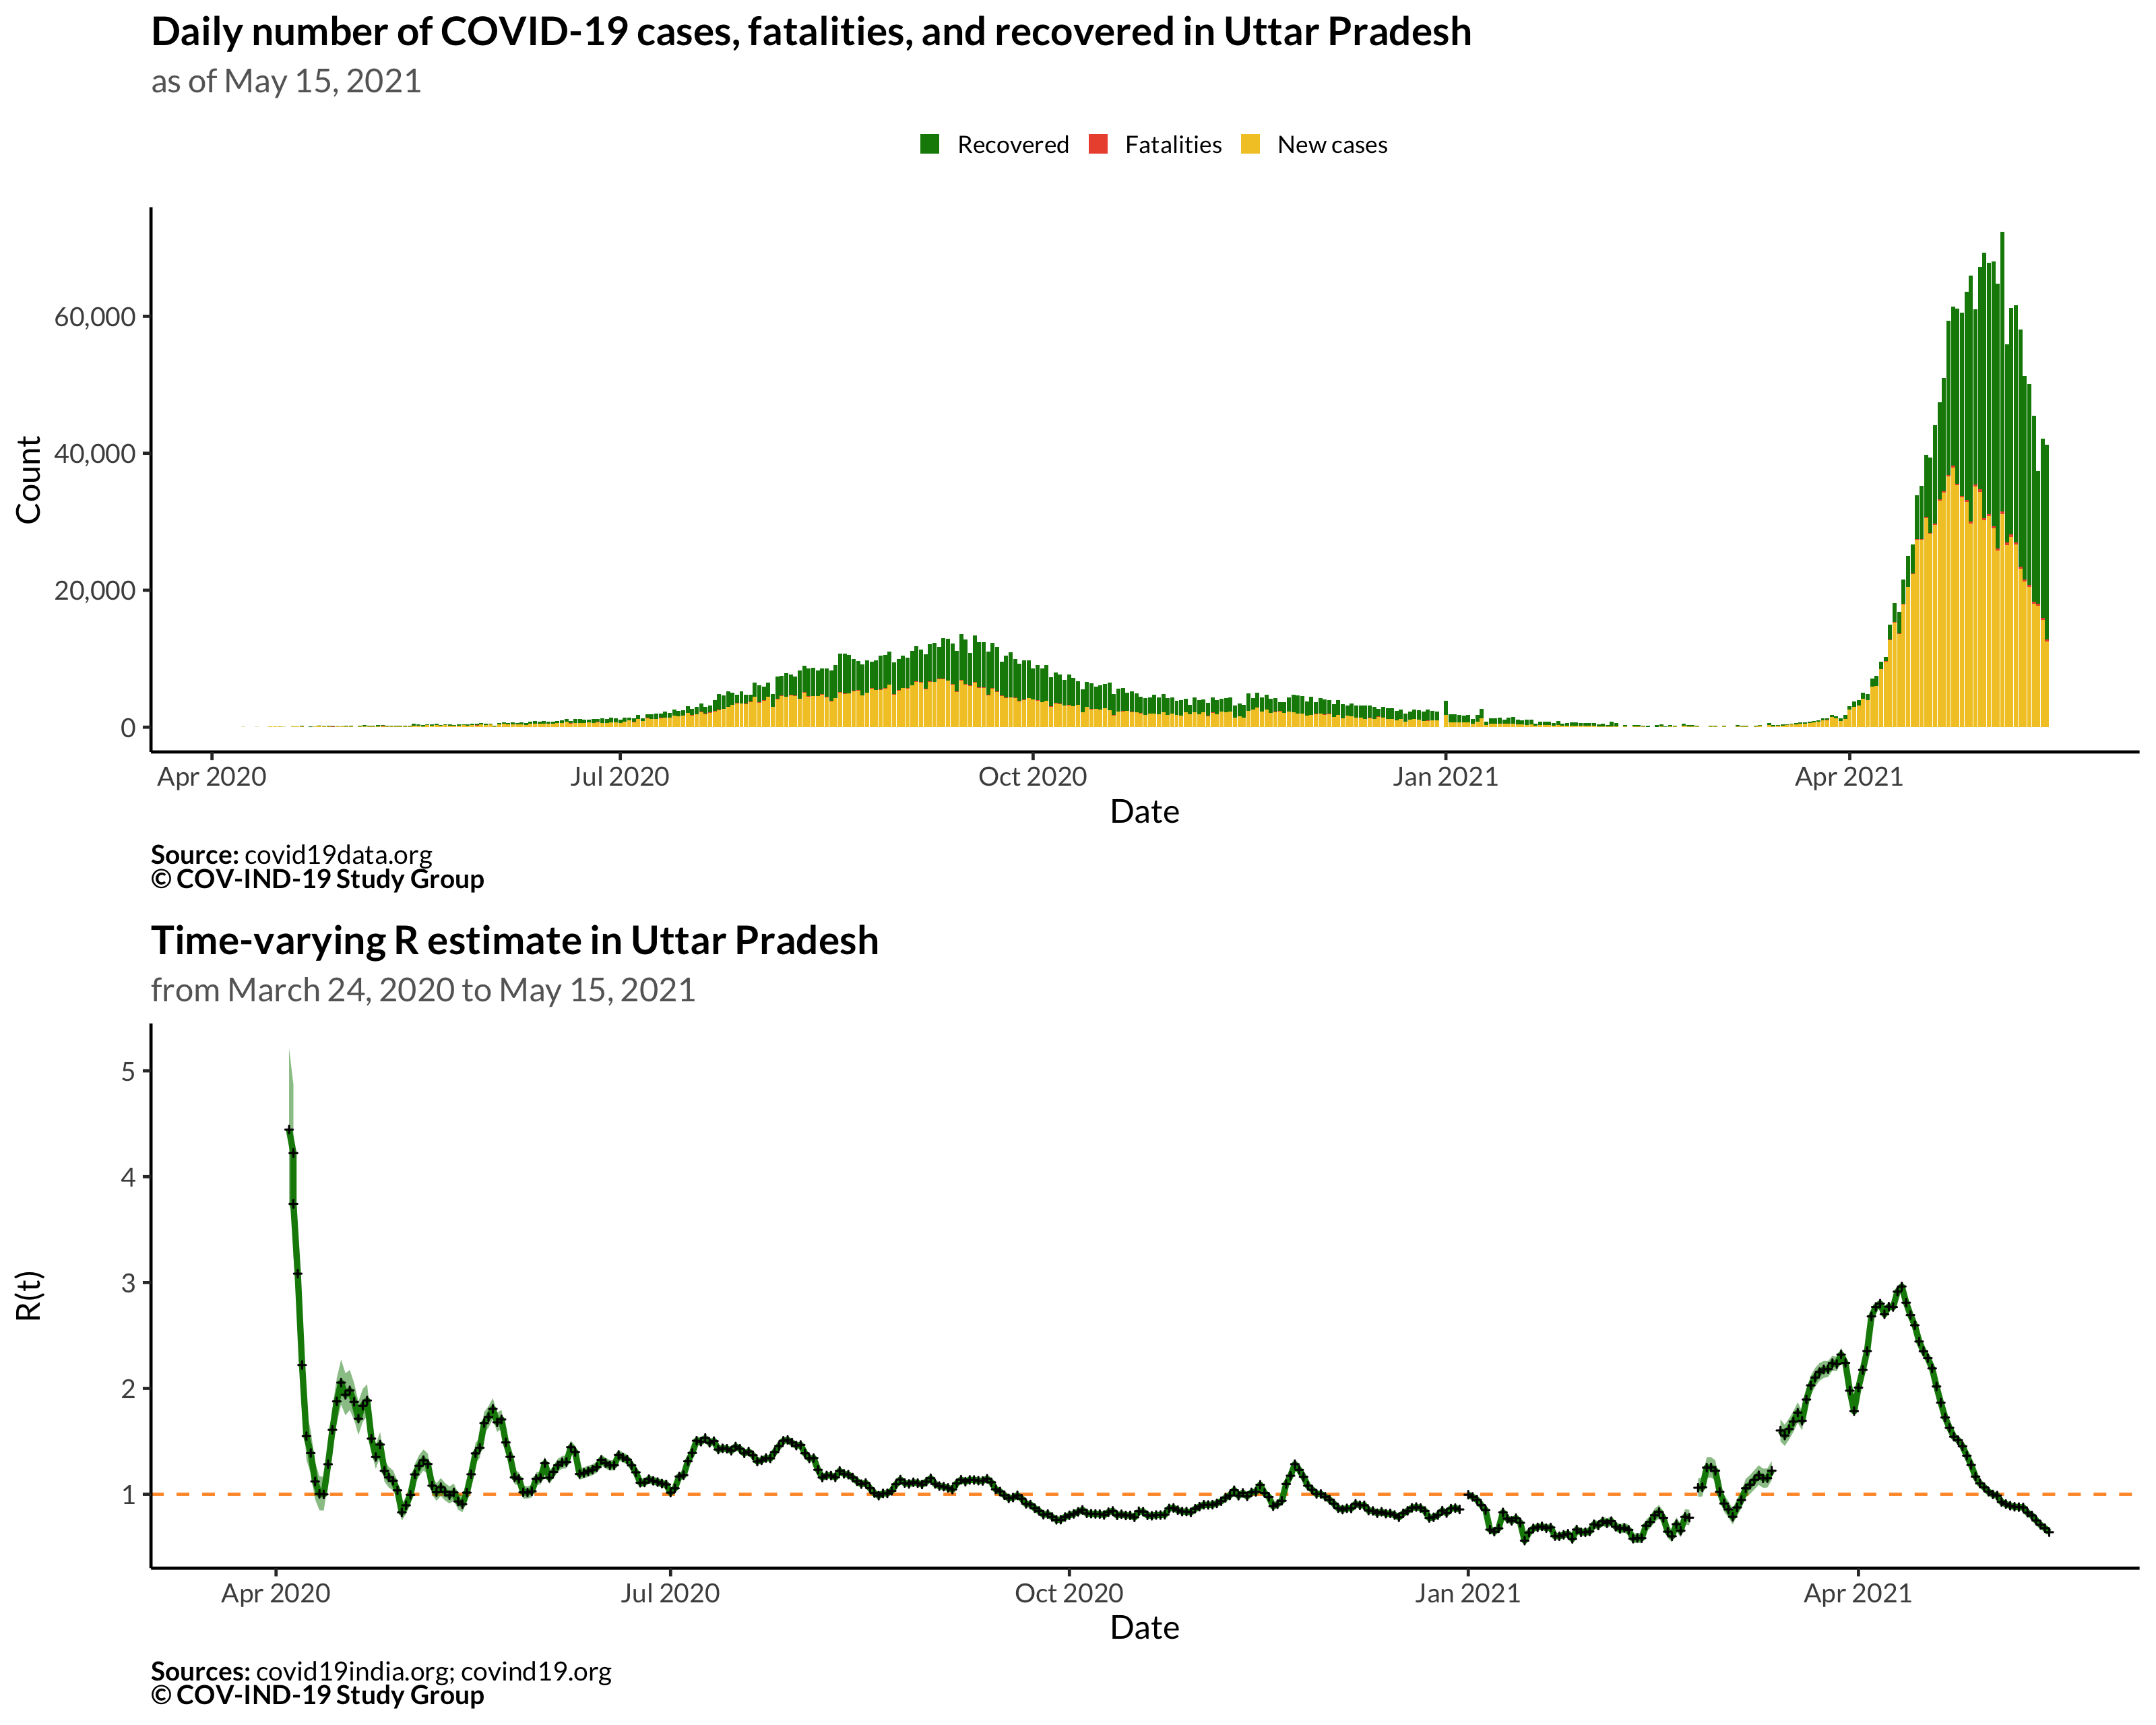 Daily number of COVID-19 cases, fatalities, and recovered in Uttar Pradesh
as of May 15, 2021
Recovered Fatalities New cases
Count
60,000
40,000
20,000
0
Apr 2020 Jul 2020 Oct 2020 Jan 2021 Apr 2021
Date
Source: covid19data.org
© COV-IND-19 Study Group
Time-varying R estimate in Uttar Pradesh
from March 24, 2020 to May 15, 2021
R(t)
5
4
3
2
1
Apr 2020 Jul 2020 Oct 2020 Jan 2021 Apr 2021
Date
Sources: covid19india.org; covind19.org
© COV-IND-19 Study Group